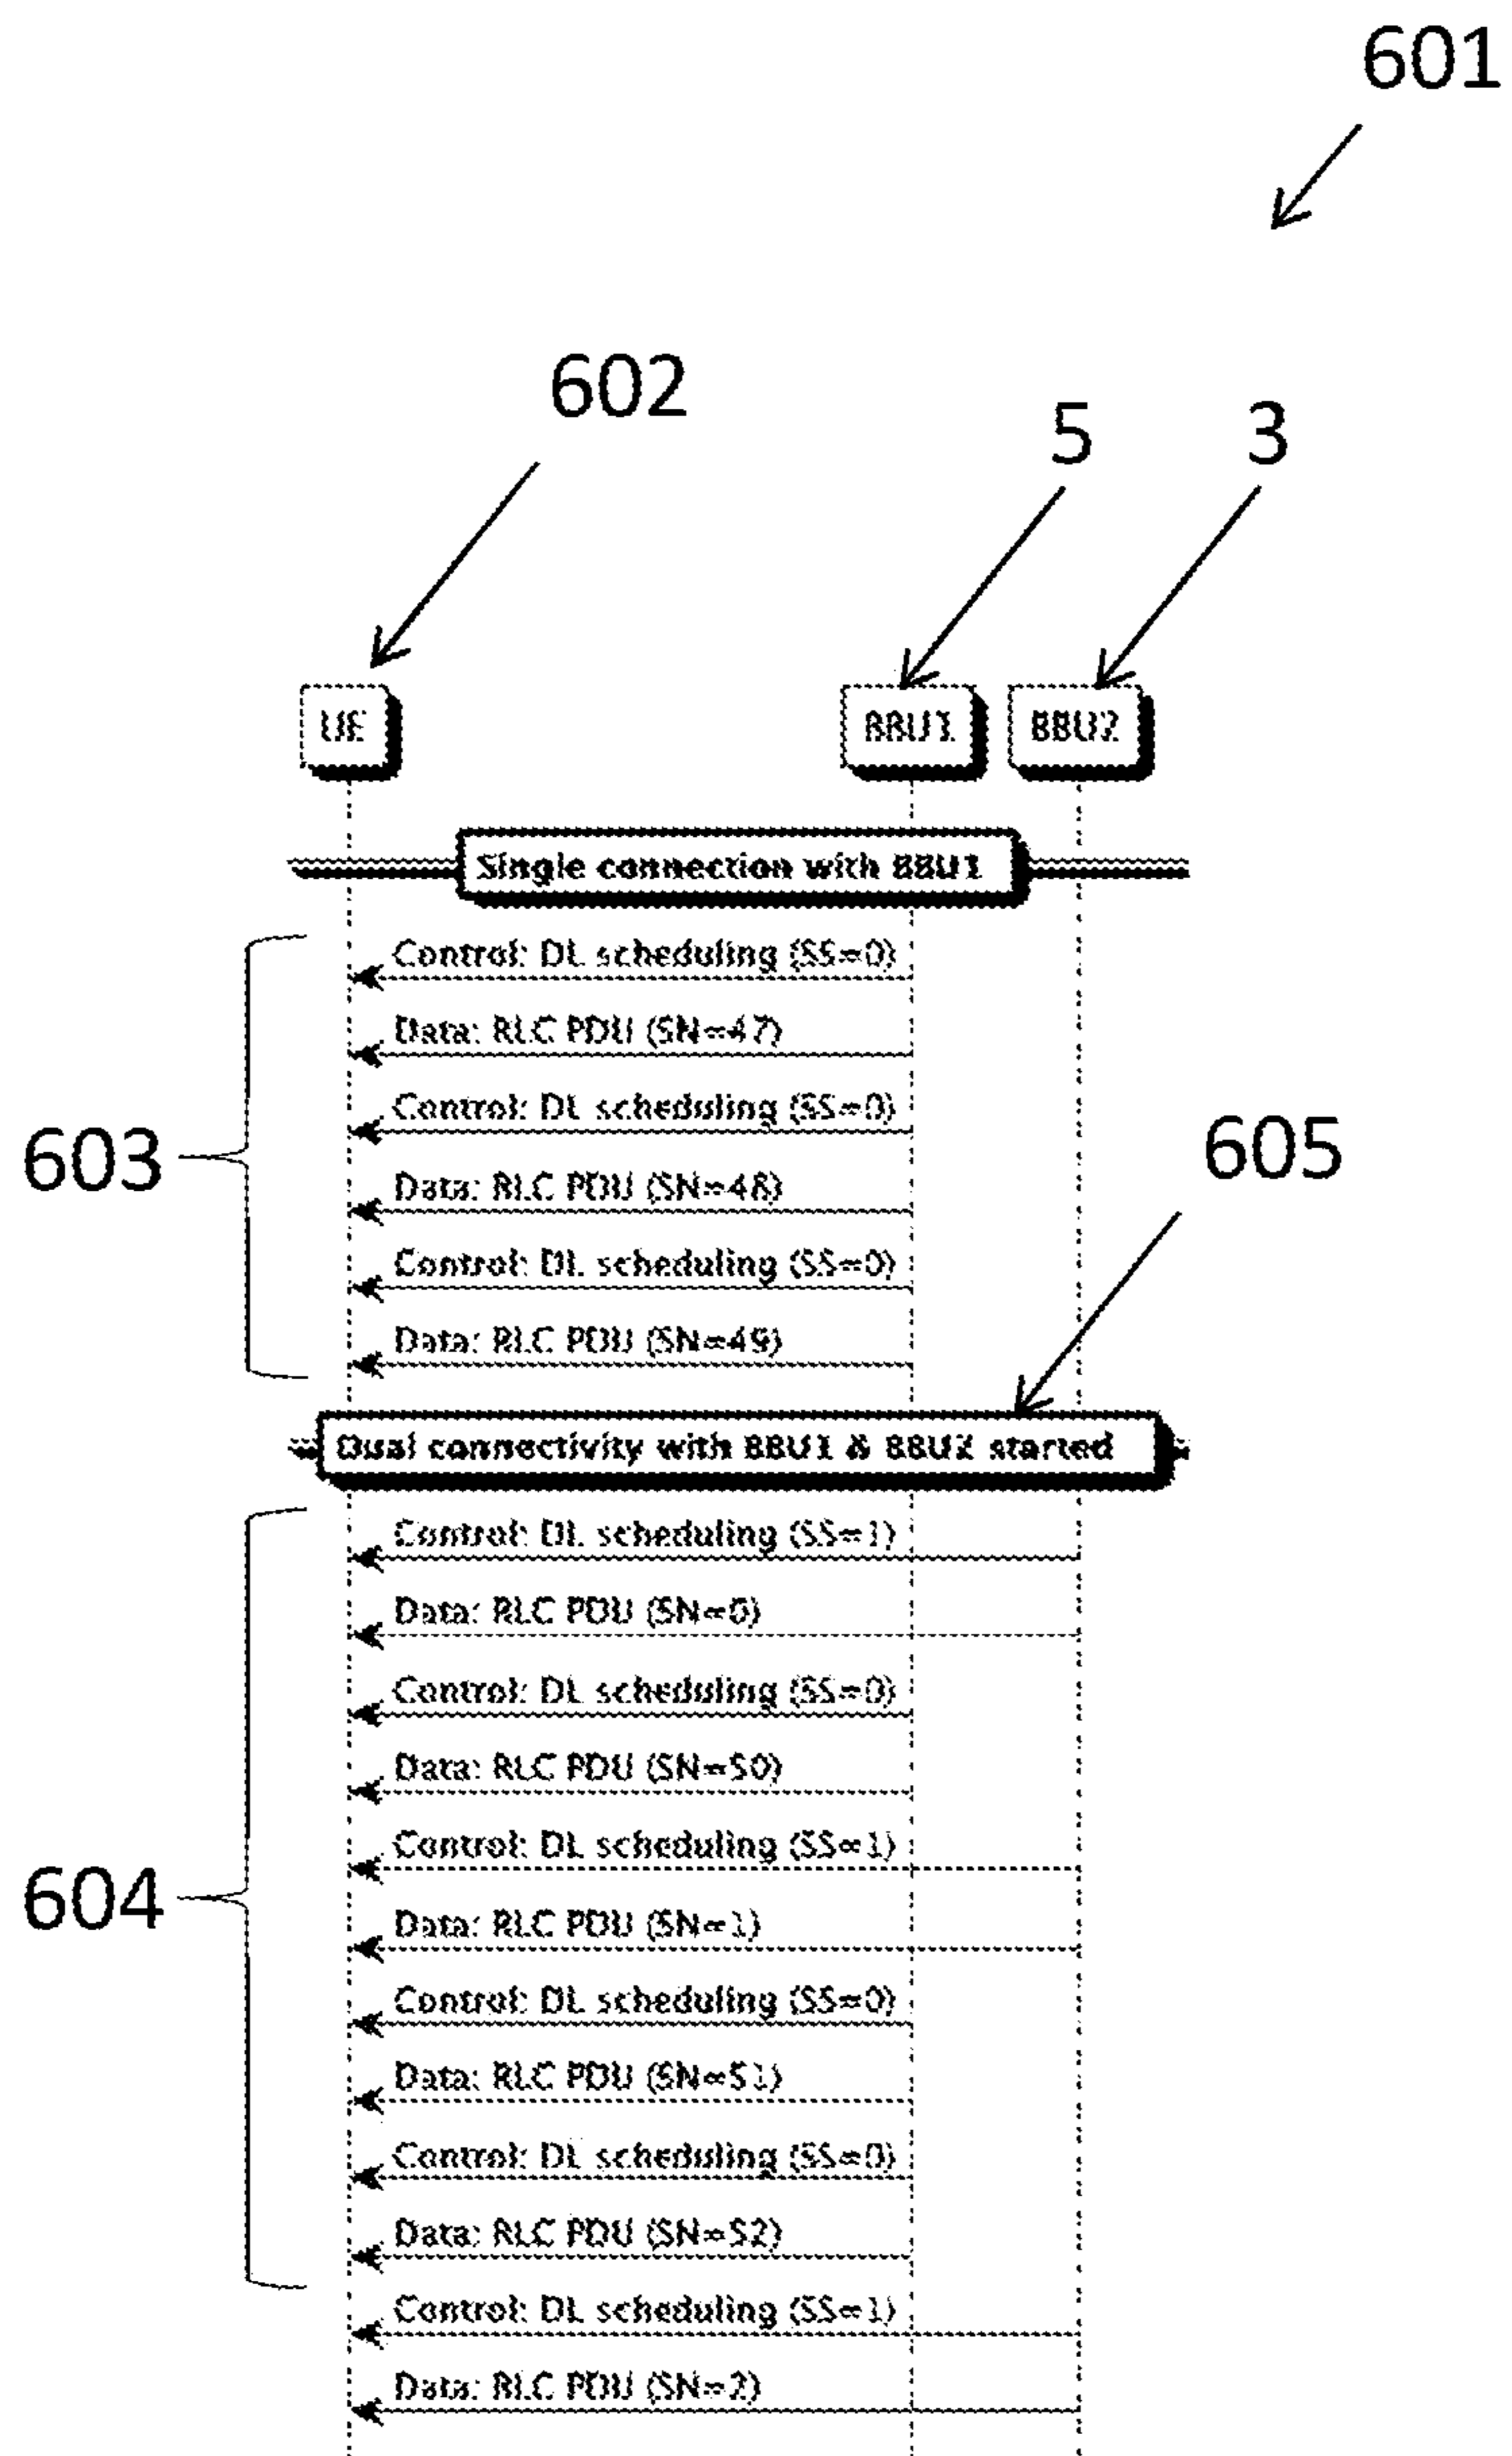 601
602
5
3
UE
BBU1
BBU2
Single connection with BBU1
Control: DL scheduling (SS=0)
Data: RLC PDU (SN=47)
Control: DL scheduling (SS=0)
603
605
Data: RLC PDU (SN=48)
Control: DL scheduling (SS=0)
Data: RLC PDU (SN=49)
Dual connectivity with BBU1 & BBU2 started
Control: DL scheduling (SS=1)
Data: RLC PDU (SN=0)
Control: DL scheduling (SS=0)
Data: RLC PDU (SN=50)
Control: DL scheduling (SS=1)
604
Data: RLC PDU (SN=1)
Control: DL scheduling (SS=0)
Data: RLC PDU (SN=51)
Control: DL scheduling (SS=0)
Data: RLC PDU (SN=52)
Control: DL scheduling (SS=1)
Data: RLC PDU (SN=2)